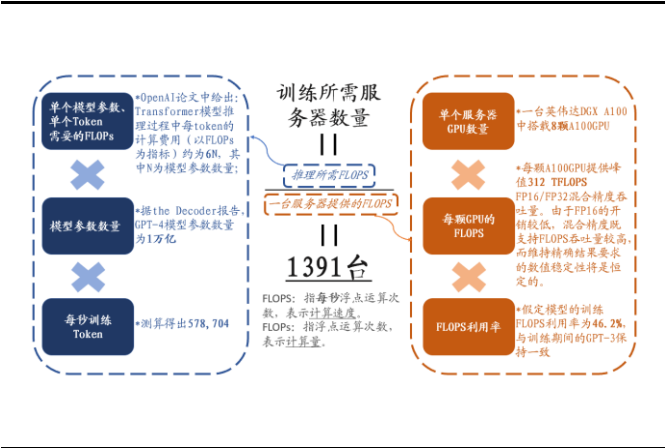 单个模型参数、
单个Token
需要的FLOPs
*OpenAI论文中给出:
Transformer模型推
理过程中每token的
计算费用（以FLOPs
为指标）约为6N，其
中N为模型参数数量;
模型参数数量
*据the Decoder报告,
GPT-4模型参数数量
为1万亿
每秒训练
Token
*测算得出578,704
训练所需服
务器数量
推理所需FLOPS
一台服务器提供的FLOPS
1391台
FLOPS：指每秒浮点运算次
数，表示计算速度。
FLOPs：指浮点运算次数，
表示计算量。
单个服务器
GPU数量
*一台英伟达DGX A100
中搭载8颗A100GPU
每颗GPU的
FLOPS
*每颗A100GPU提供峰
值312 TFLOPS
FP16/FP32混合精度吞
吐量。由于FP16的开
销较低，混合精度既
支持FLOPS吞吐量较高,
而维持精确结果要求
的数值稳定性将是恒
定的。
FLOPS利用率
*假定模型的训练
FLOPS利用率为46.2%,
与训练期间的GPT-3保
持一致